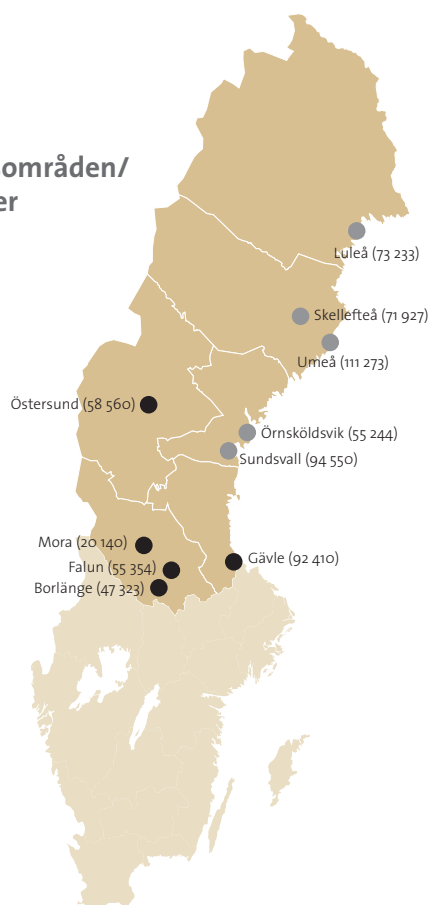 områden/
er
Luleå (73 233)
Skellefteå (71 927)
Umeå (111 273)
Östersund (58 560)
Örnsköldsvik (55 244)
Sundsvall (94 550)
Mora (20 140)
Gävle (92 410)
Falun (55 354)
Borlänge (47 323)